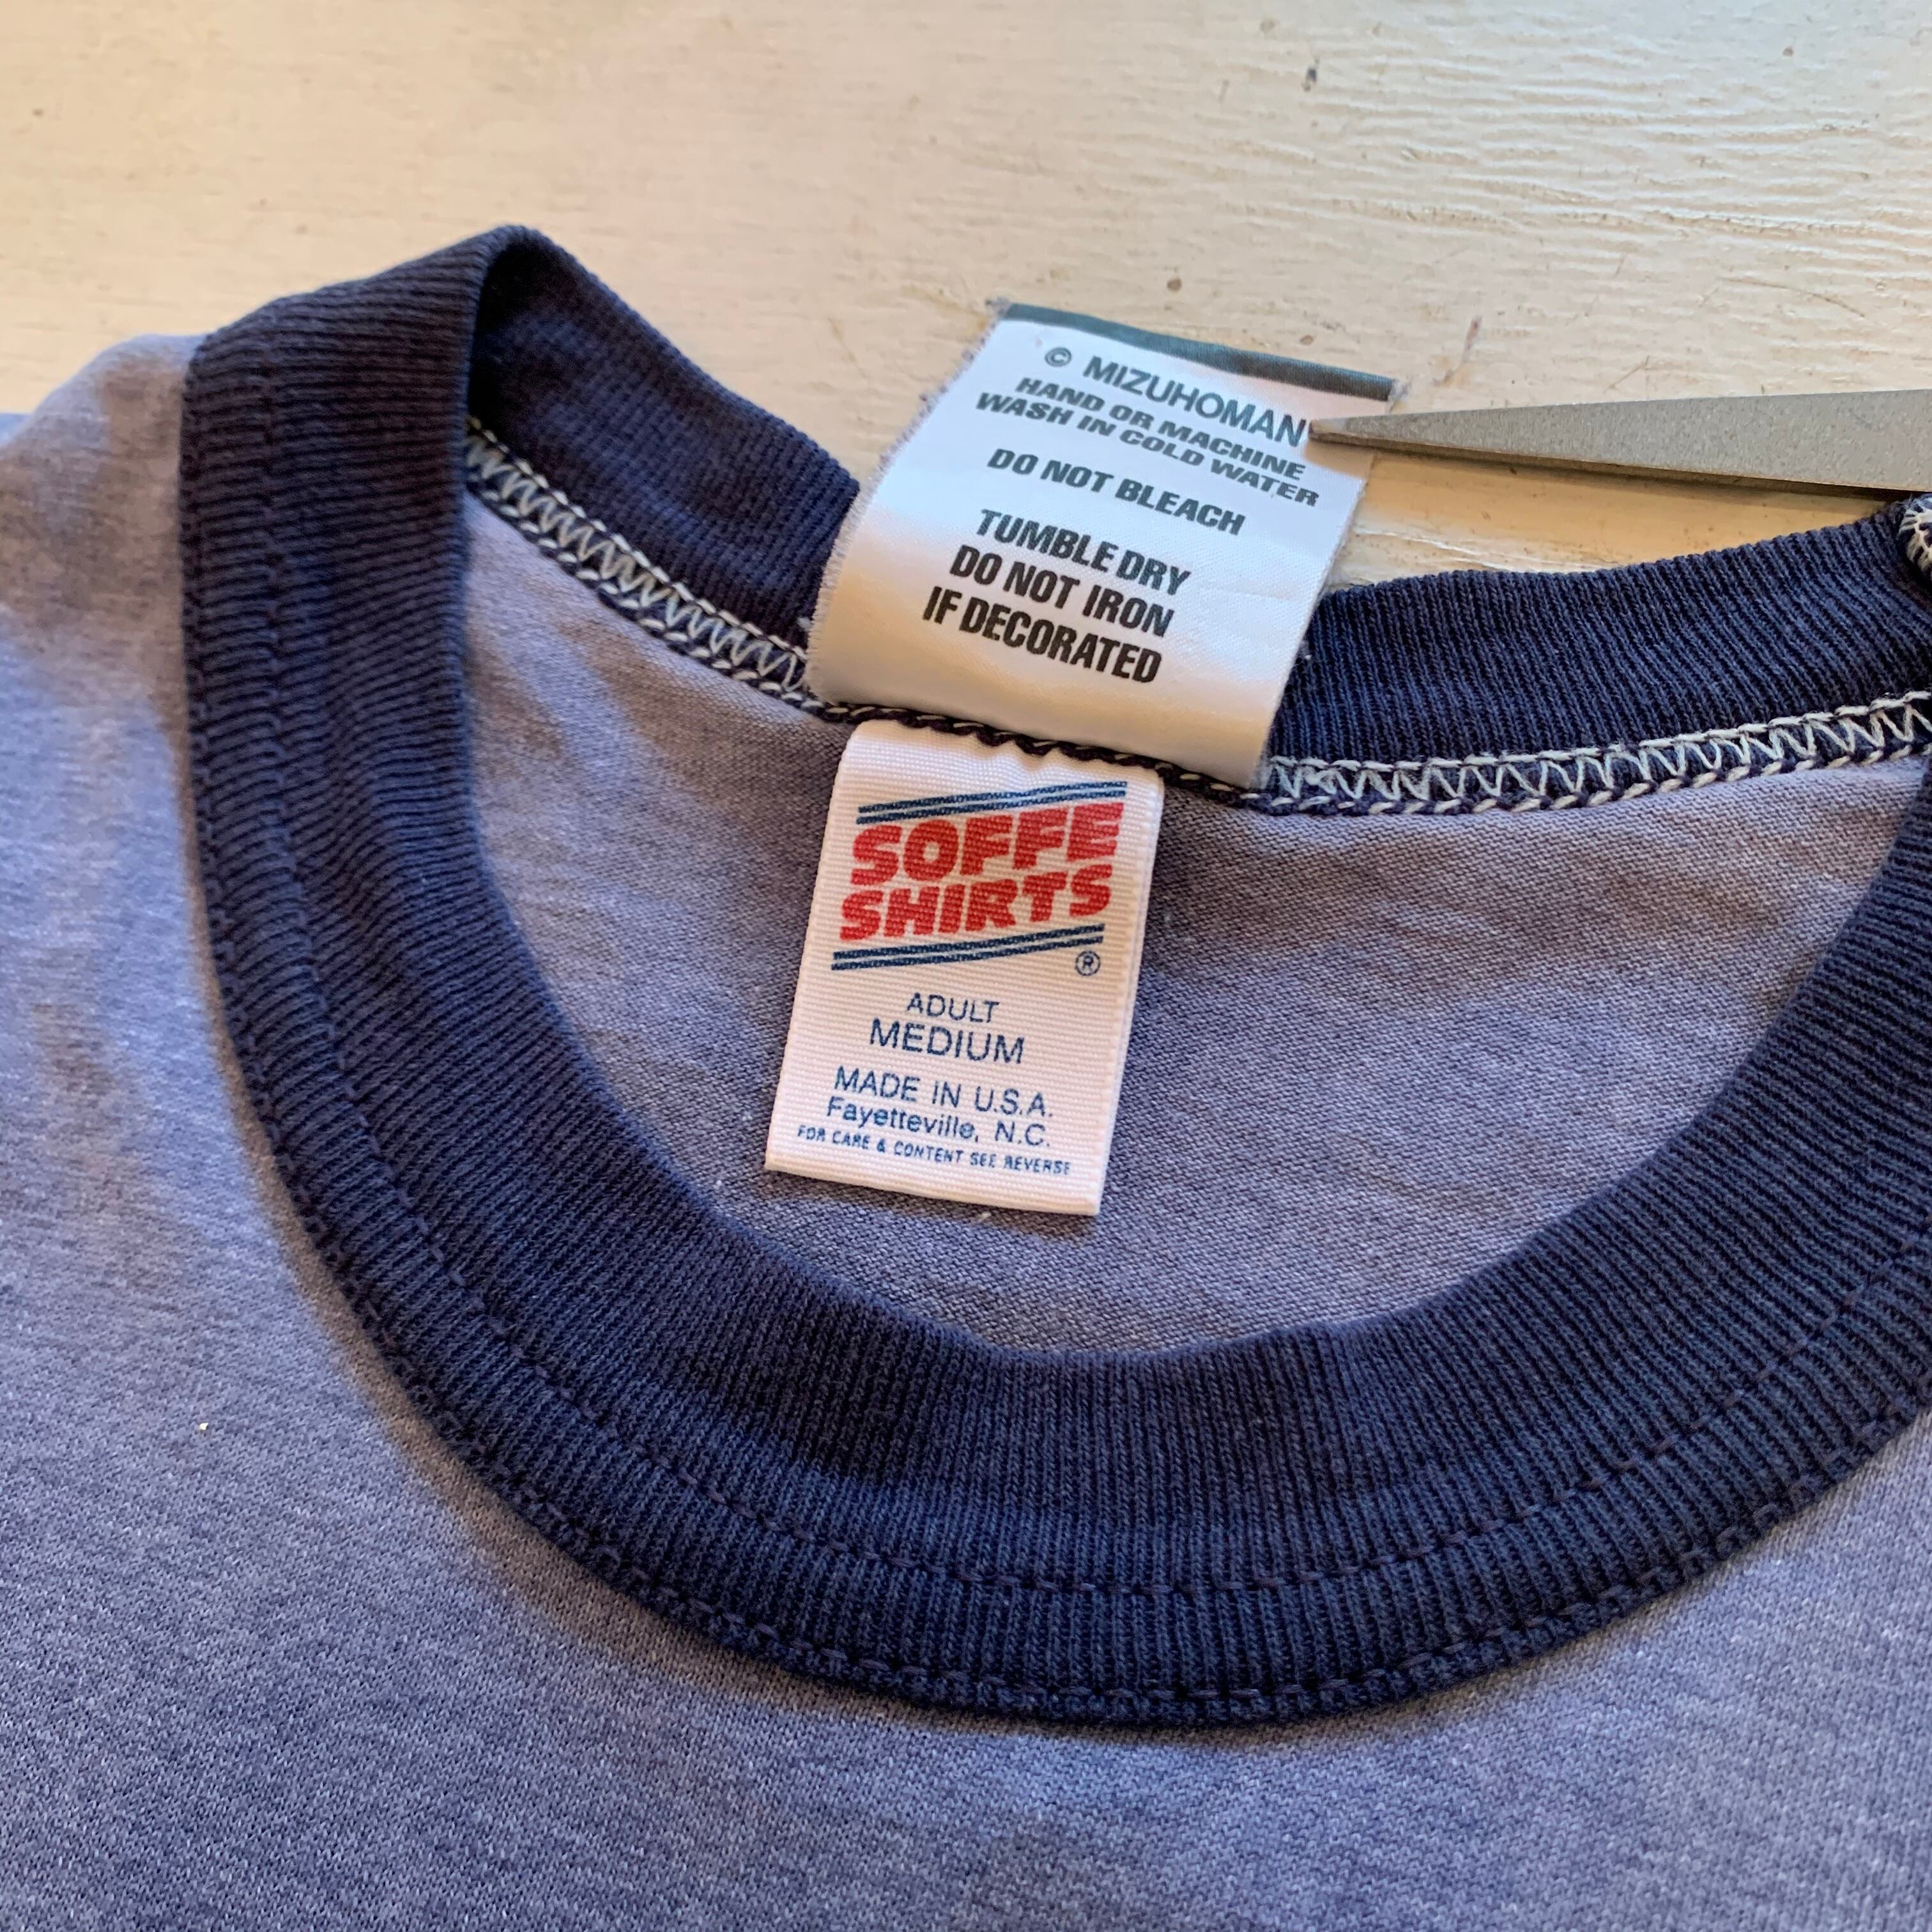 © MIZUHOMAN
HAND OR MACHINE
WASH IN COLD WATER
DO NOT BLEACH
TUMBLE DRY
DO NOT IRON
IF DECORATED
SOFFE
SHIRTS
®
ADULT
MEDIUM
MADE IN U.S.A.
Fayetteville, N.C.
FOR CARE & CONTENT SEE REVERSE